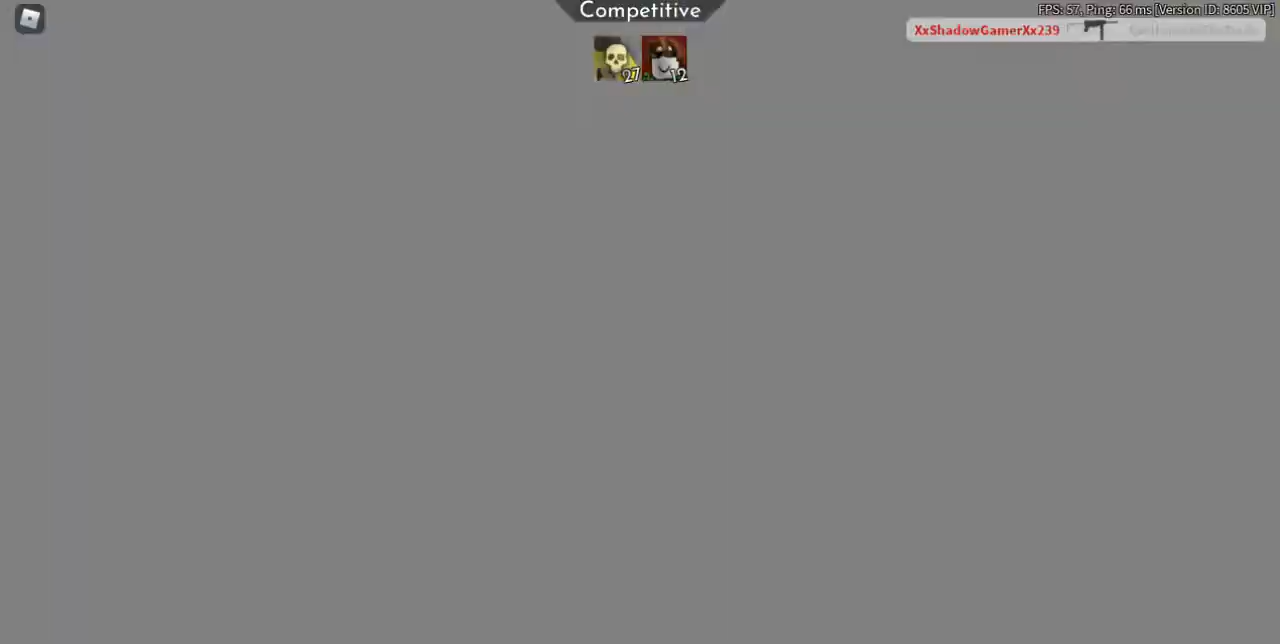 Competitive
FPS: 57, Ping: 66 ms [Version ID: 8605 VIP]
XxShadowGamerXx239
27 12